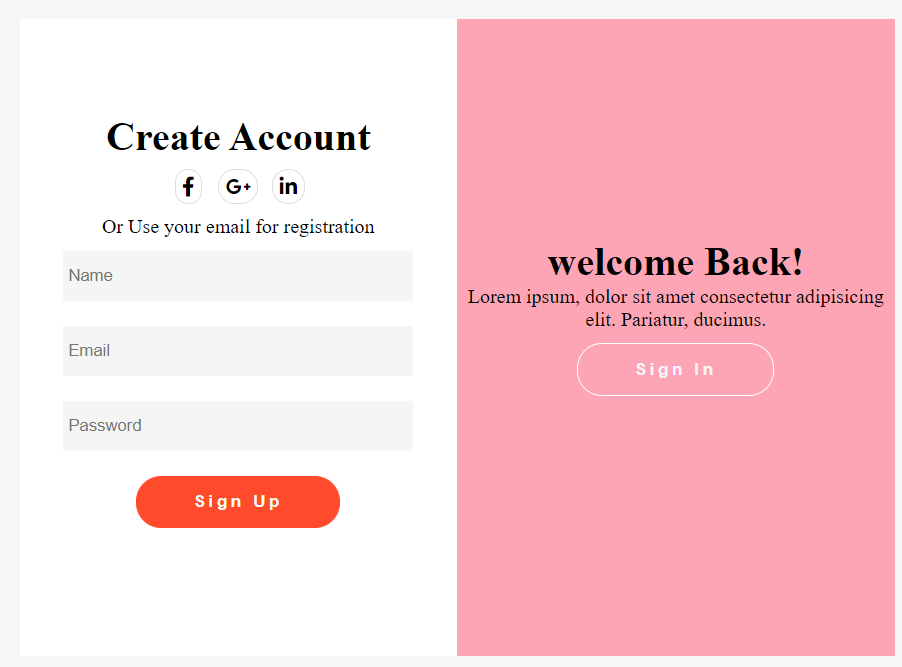 Create Account
f G+ in
Or Use your email for registration
Name
Email
Password
Sign Up
welcome Back!
Lorem ipsum, dolor sit amet consectetur adipisicing
elit. Pariatur, ducimus.
Sign In